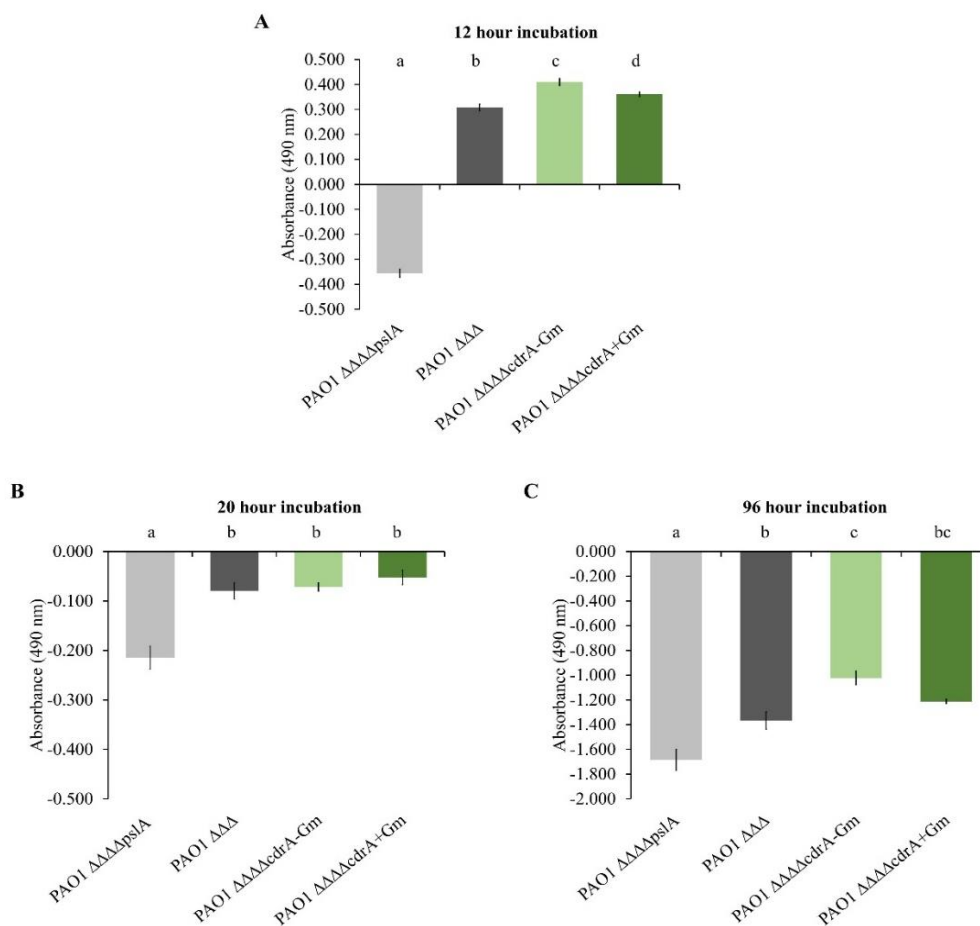 A
12 hour incubation
a b c d
Absorbance (490 nm)
0.500
0.400
0.300
0.200
0.100
0.000
-0.100
-0.200
-0.300
-0.400
-0.500
PAO1 ΔΔΔΔpslA
PAO1 ΔΔΔ
PAO1 ΔΔΔΔcdrA-Gm
PAO1 ΔΔΔΔcdrA+Gm
B
20 hour incubation
a b b b
Absorbance (490 nm)
0.000
-0.100
-0.200
-0.300
-0.400
-0.500
PAO1 ΔΔΔΔpslA
PAO1 ΔΔΔ
PAO1 ΔΔΔΔcdrA-Gm
PAO1 ΔΔΔΔcdrA+Gm
C
96 hour incubation
a b c bc
Absorbance (490 nm)
0.000
-0.200
-0.400
-0.600
-0.800
-1.000
-1.200
-1.400
-1.600
-1.800
-2.000
PAO1 ΔΔΔΔpslA
PAO1 ΔΔΔ
PAO1 ΔΔΔΔcdrA-Gm
PAO1 ΔΔΔΔcdrA+Gm